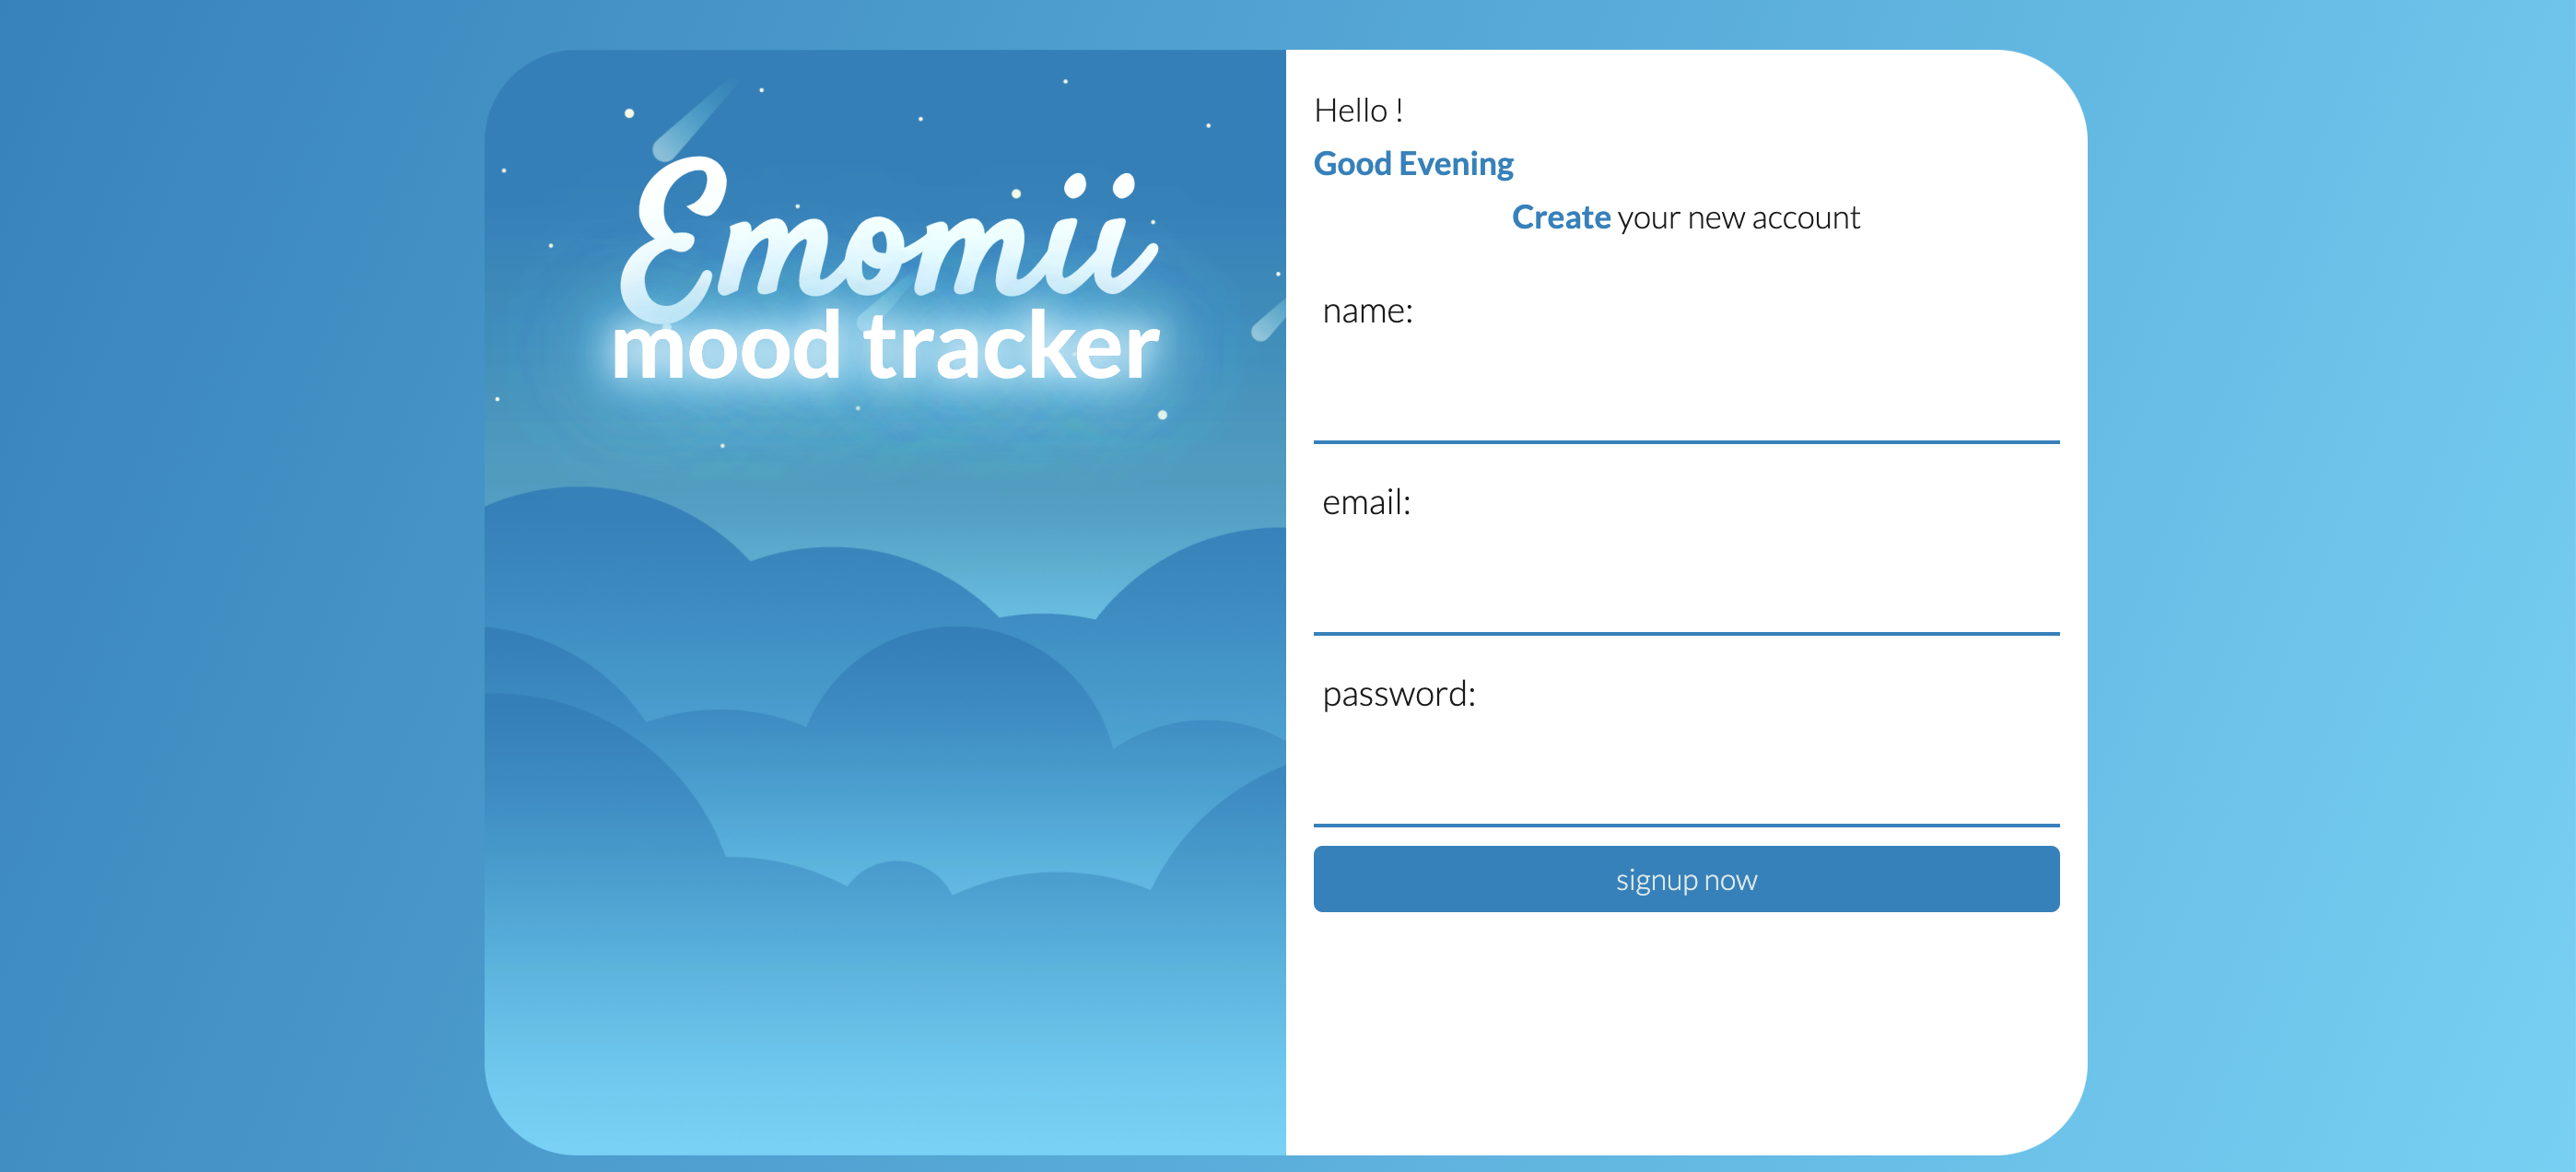 Emomii
mood tracker
Hello !
Good Evening
Create your new account
name:
email:
password:
signup now